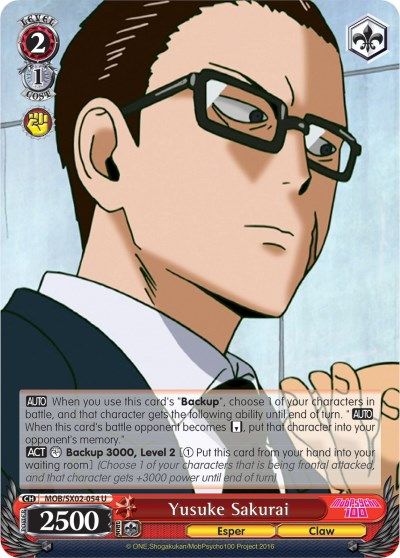 LEVEL
2
1
COST
AUTO When you use this card's "Backup", choose 1 of your characters in
battle, and that character gets the following ability until end of turn. " AUTO
When this card's battle opponent becomes , put that character into your
opponent's memory."
ACT Backup 3000, Level 2 [① Put this card from your hand into your
waiting room] (Choose 1 of your characters that is being frontal attacked,
and that character gets +3000 power until end of turn)
CH MOB/SX02-054 U
2500
Yusuke Sakurai
MobPsycho
100
Esper
Claw
© ONE,Shogakukan/MobPsycho100 Project 2016